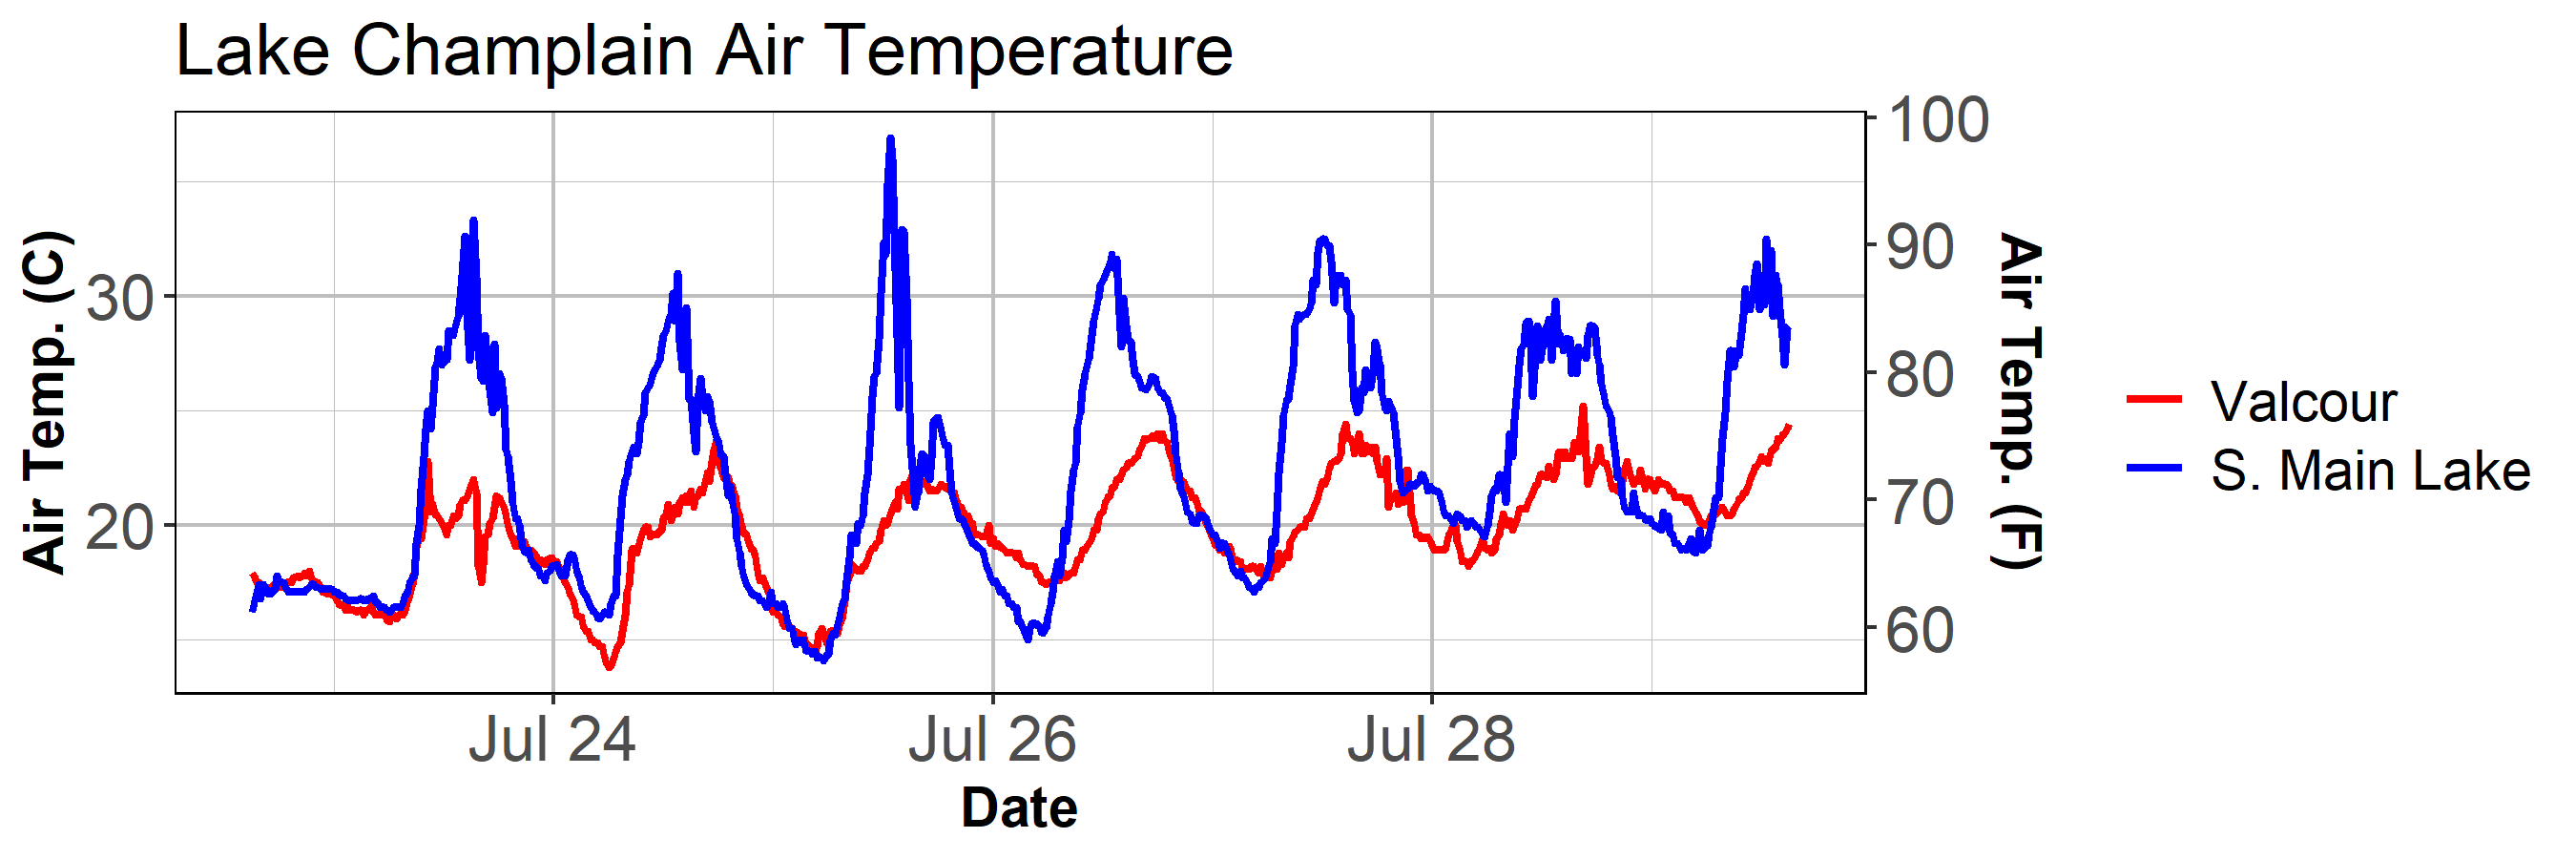 Lake Champlain Air Temperature
Air Temp. (C)
30
20
100
90
80
70
60
Air Temp. (F)
Jul 24
Jul 26
Jul 28
Date
Valcour
S. Main Lake